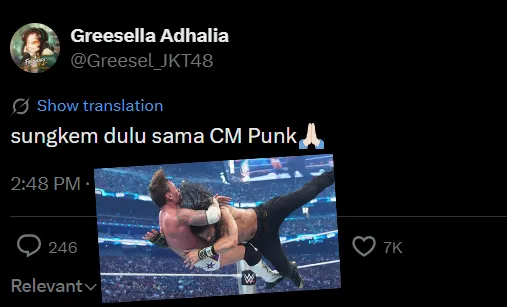 Greesella Adhalia
@Greesel_JKT48
Show translation
sungkem dulu sama CM Punk🙏🏻
2:48 PM ·
246
7K
Relevant